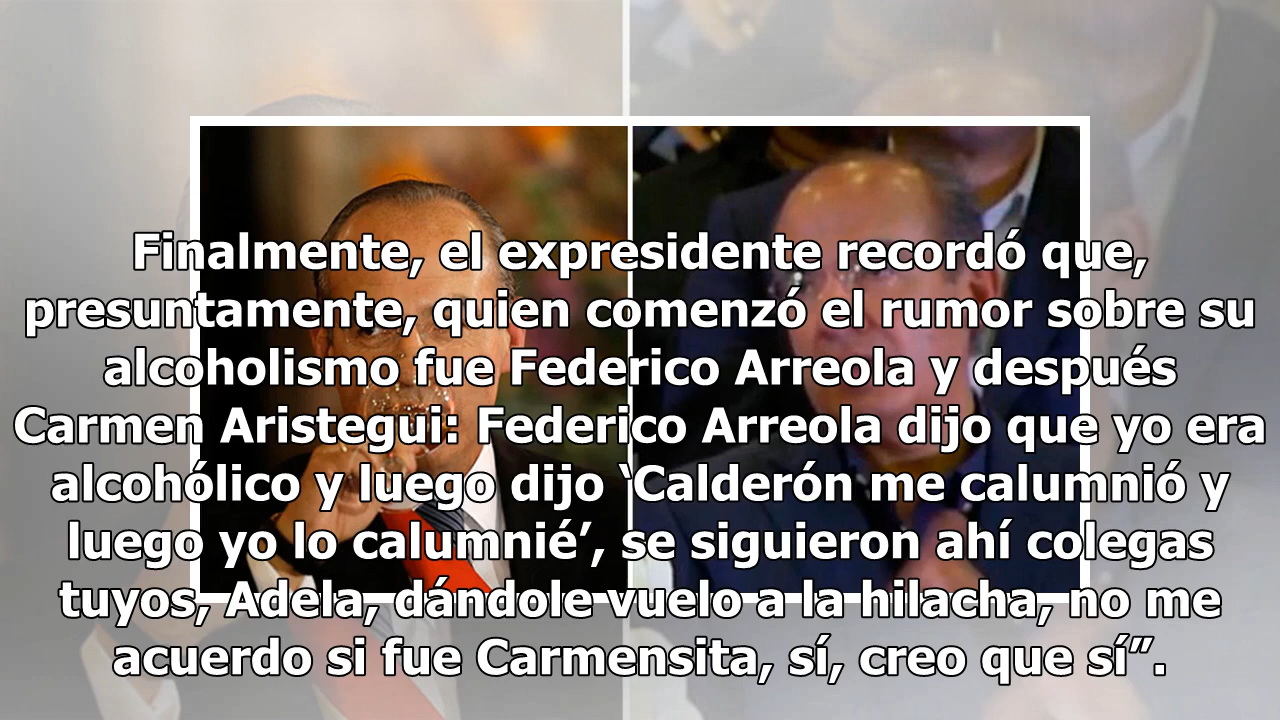 Finalmente, el expresidente recordó que,
presuntamente, quien comenzó el rumor sobre su
alcoholismo fue Federico Arreola y después
Carmen Aristegui: Federico Arreola dijo que yo era
alcohólico y luego dijo ‘Calderón me calumnió y
luego yo lo calumnié’, se siguieron ahí colegas
tuyos, Adela, dándole vuelo a la hilacha, no me
acuerdo si fue Carmensita, sí, creo que sí”.